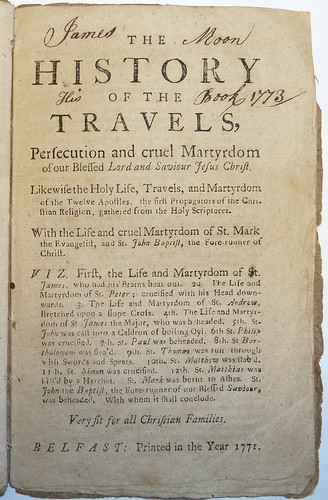 James THE Moon
HISTORY
His OF THE Book 1773
TRAVELS,
Persecution and cruel Martyrdom
of our Blessed Lord and Saviour Jesus Christ.
Likewise the Holy Life, Travels, and Martyrdom
of the Twelve Apostles, the first Propagators of the Chri-
stian Religion, gathered from the Holy Scriptures.
With the Life and cruel Martyrdom of St. Mark
the Evangelist, and St. John Baptist, the Fore-runner of
Christ.
VIZ. First, the Life and Martyrdom of St.
James, who had his Brains beat out. 2d. The Life and
Martyrdom of St. Peter; crucified with his Head down-
wards. 3. The Life and Martyrdom of St. Andrew,
stretched upon a slope Cross. 4th. The Life and Martyr-
dom of St. James the Major, who was beheaded. 5th. St.
John was cast into a Caldron of boiling Oyl. 6th St. Philip
was crucified. 7th. St. Paul was behraded. 8th St. Bar-
tholomew was flea'd. 9th. St. Thomas was run through
with Swords and Spears. 10th. St. Matthew was stab'd.
11th. St. Simon was crucified. 12th. St. Matthias was
kill'd by a Hatchet. St. Mark was burnt to Ashes. St.
John the Baptist, the Fore-runner of our Blessed Saviour,
was beheaded. With whom it shall conclude.
Very fit for all Christian Families.
BELFAST: Printed in the Year 1771.